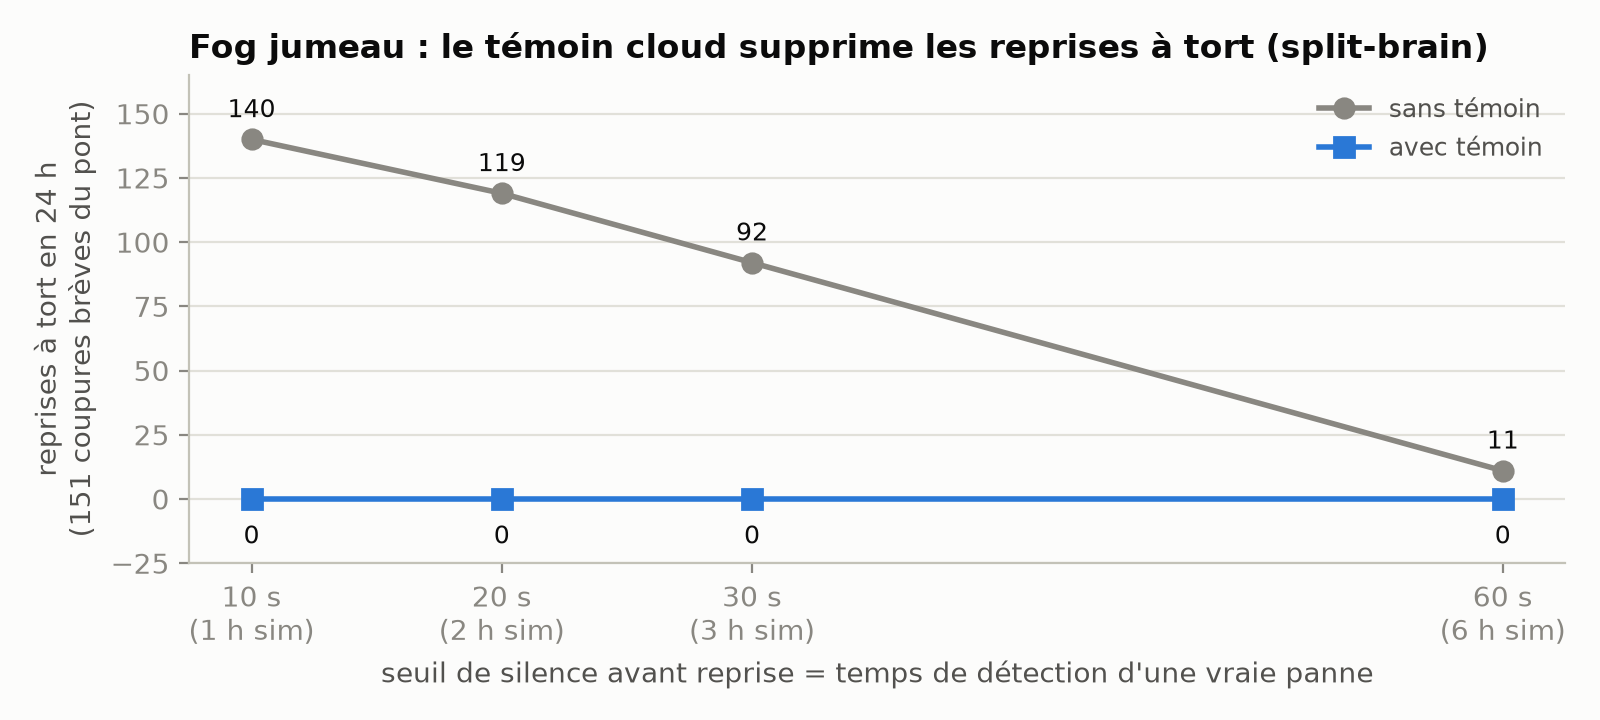 Fog jumeau : le témoin cloud supprime les reprises à tort (split-brain)
reprises à tort en 24 h
(151 coupures brèves du pont)
150
125
100
75
50
25
0
−25
140
119
92
11
0
0
0
0
sans témoin
avec témoin
10 s
(1 h sim)
20 s
(2 h sim)
30 s
(3 h sim)
60 s
(6 h sim)
seuil de silence avant reprise = temps de détection d'une vraie panne